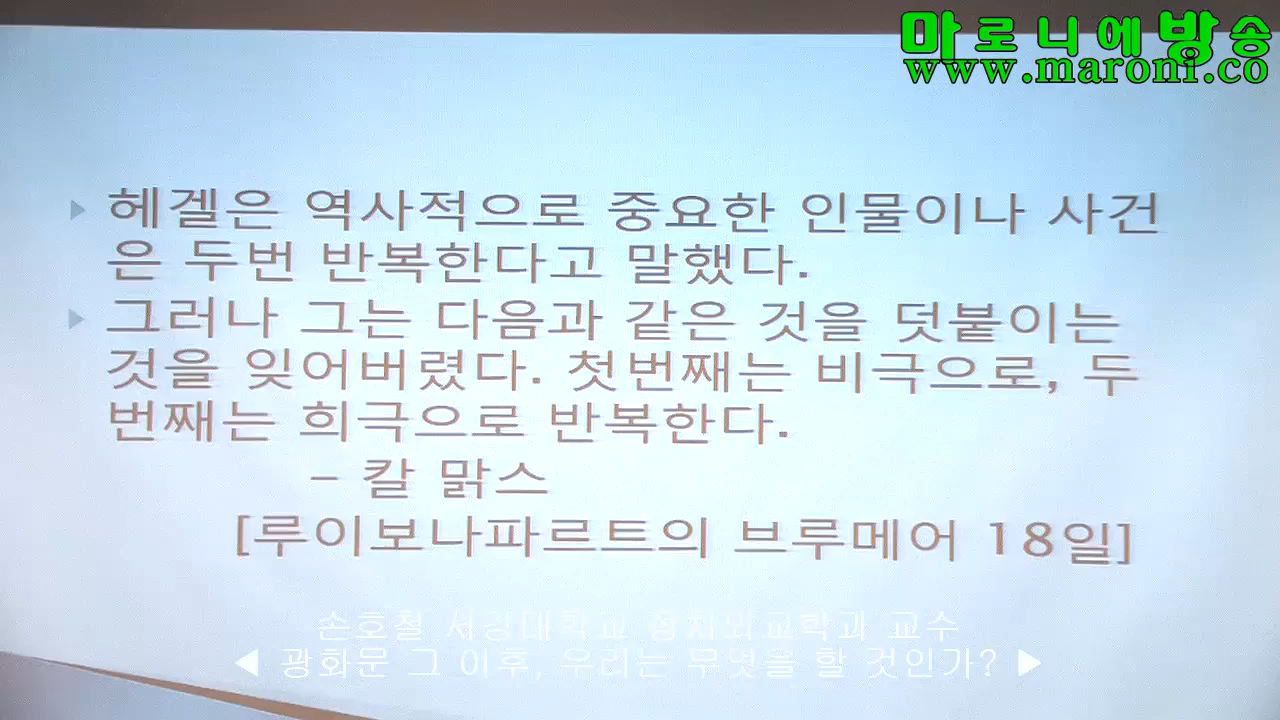 마로니에방송
www.maroni.co
헤겔은 역사적으로 중요한 인물이나 사건
은 두번 반복한다고 말했다.
그러나 그는 다음과 같은 것을 덧붙이는
것을 잊어버렸다. 첫번째는 비극으로, 두
번째는 희극으로 반복한다.
- 칼 맑스
[루이보나파르트의 브루메어 18일]
손호철 서강대학교 정치외교학과 교수
◀ 광화문 그 이후, 우리는 무엇을 할 것인가? ▶